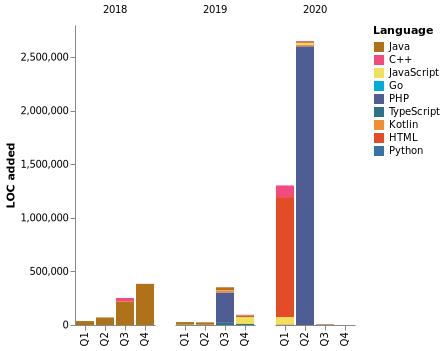 2018 2019 2020
Language
Java
C++
JavaScript
Go
PHP
TypeScript
Kotlin
HTML
Python
LOC added
2,500,000
2,000,000
1,500,000
1,000,000
500,000
0
Q1 Q2 Q3 Q4 Q1 Q2 Q3 Q4 Q1 Q2 Q3 Q4